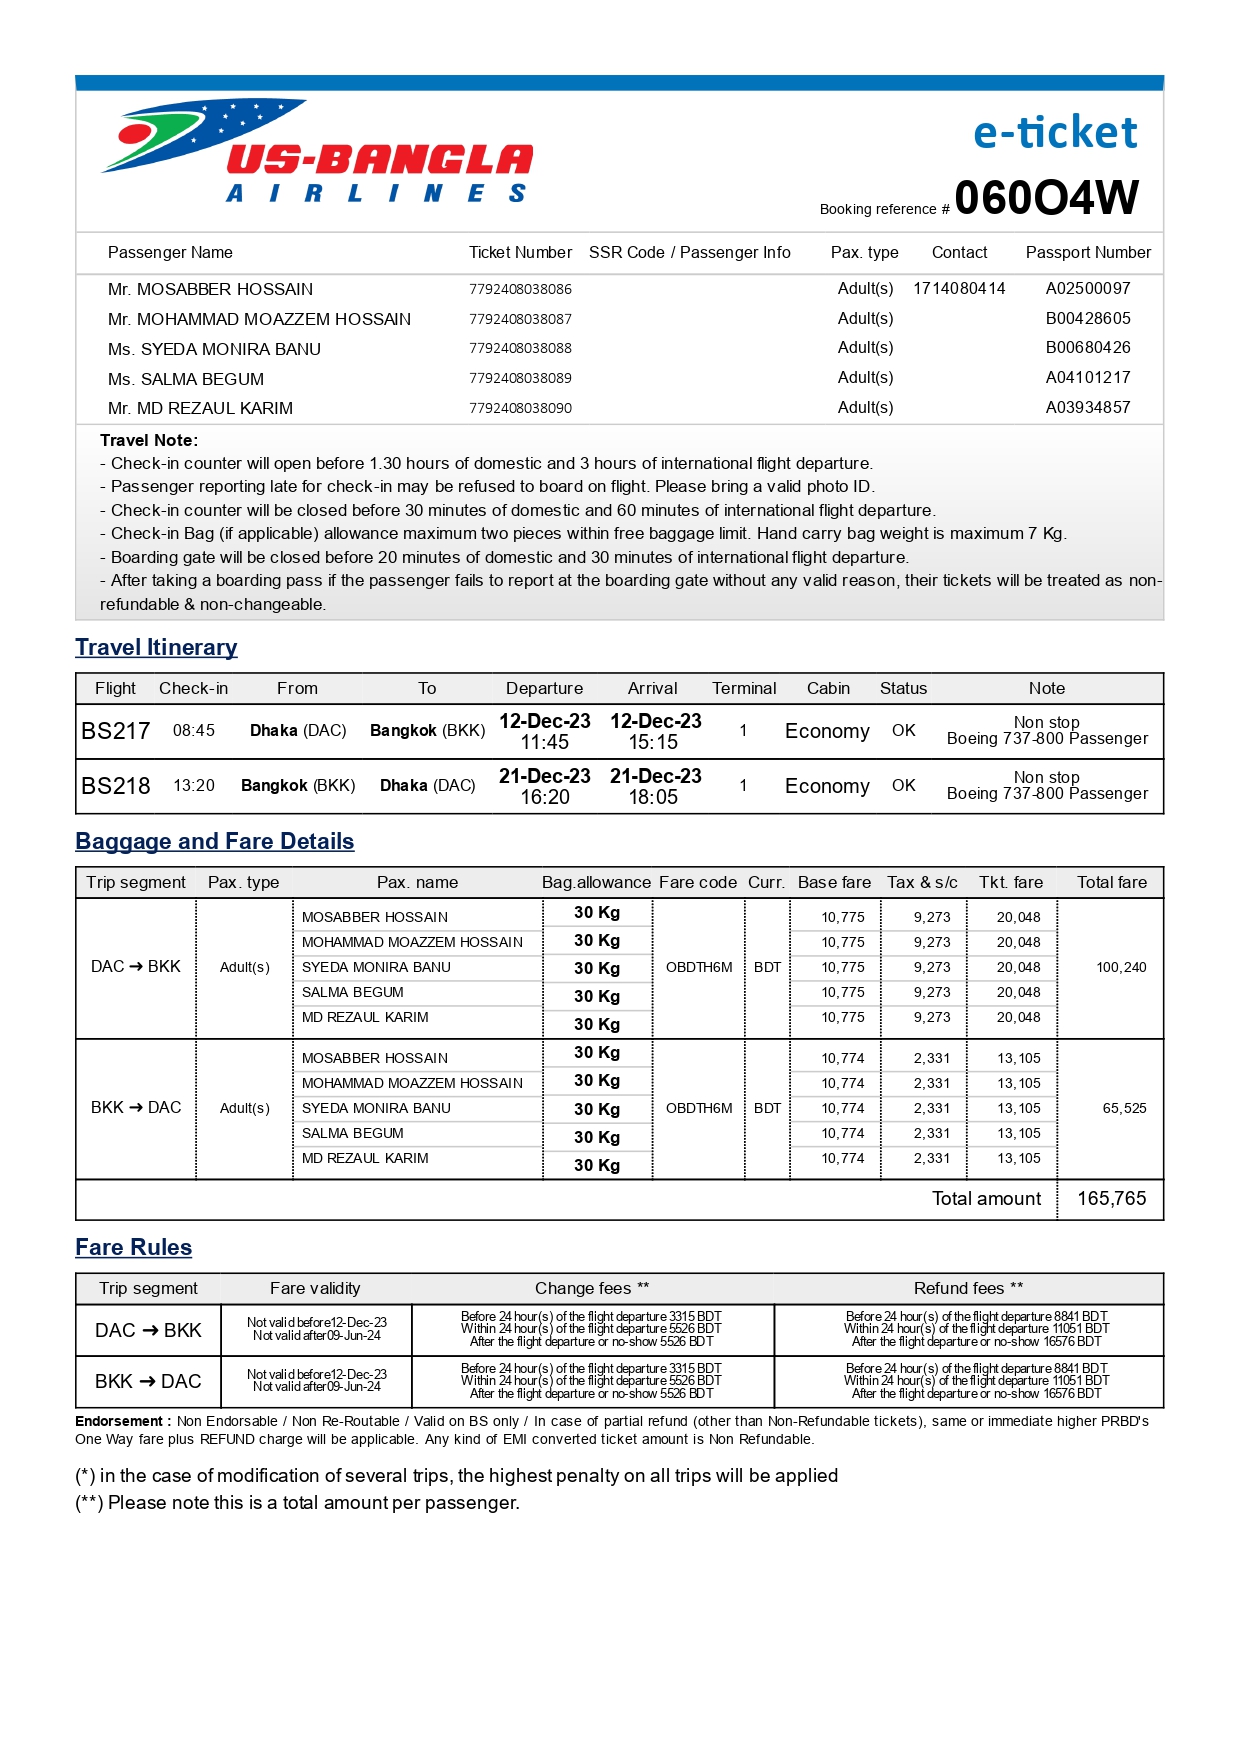 US-BANGLA
AIRLINES
e-ticket
Booking reference # 060O4W
Passenger Name Ticket Number SSR Code / Passenger Info Pax. type Contact Passport Number
Mr. MOSABBER HOSSAIN 7792408038086 Adult(s) 1714080414 A02500097
Mr. MOHAMMAD MOAZZEM HOSSAIN 7792408038087 Adult(s) B00428605
Ms. SYEDA MONIRA BANU 7792408038088 Adult(s) B00680426
Ms. SALMA BEGUM 7792408038089 Adult(s) A04101217
Mr. MD REZAUL KARIM 7792408038090 Adult(s) A03934857
Travel Note:
- Check-in counter will open before 1.30 hours of domestic and 3 hours of international flight departure.
- Passenger reporting late for check-in may be refused to board on flight. Please bring a valid photo ID.
- Check-in counter will be closed before 30 minutes of domestic and 60 minutes of international flight departure.
- Check-in Bag (if applicable) allowance maximum two pieces within free baggage limit. Hand carry bag weight is maximum 7 Kg.
- Boarding gate will be closed before 20 minutes of domestic and 30 minutes of international flight departure.
- After taking a boarding pass if the passenger fails to report at the boarding gate without any valid reason, their tickets will be treated as non-
refundable & non-changeable.
Travel Itinerary
Flight Check-in From To Departure Arrival Terminal Cabin Status Note
BS217 08:45 Dhaka (DAC) Bangkok (BKK) 12-Dec-23 12-Dec-23 1 Economy OK Non stop
11:45 15:15 Boeing 737-800 Passenger
BS218 13:20 Bangkok (BKK) Dhaka (DAC) 21-Dec-23 21-Dec-23 1 Economy OK Non stop
16:20 18:05 Boeing 737-800 Passenger
Baggage and Fare Details
Trip segment Pax. type Pax. name Bag.allowance Fare code Curr. Base fare Tax & s/c Tkt. fare Total fare
MOSABBER HOSSAIN 30 Kg 10,775 9,273 20,048
MOHAMMAD MOAZZEM HOSSAIN 30 Kg 10,775 9,273 20,048
DAC ➔ BKK Adult(s) SYEDA MONIRA BANU 30 Kg OBDTH6M BDT 10,775 9,273 20,048 100,240
SALMA BEGUM 30 Kg 10,775 9,273 20,048
MD REZAUL KARIM 30 Kg 10,775 9,273 20,048
MOSABBER HOSSAIN 30 Kg 10,774 2,331 13,105
MOHAMMAD MOAZZEM HOSSAIN 30 Kg 10,774 2,331 13,105
BKK ➔ DAC Adult(s) SYEDA MONIRA BANU 30 Kg OBDTH6M BDT 10,774 2,331 13,105 65,525
SALMA BEGUM 30 Kg 10,774 2,331 13,105
MD REZAUL KARIM 30 Kg 10,774 2,331 13,105
Total amount 165,765
Fare Rules
Trip segment Fare validity Change fees ** Refund fees **
Before 24 hour(s) of the flight departure 3315 BDT Before 24 hour(s) of the flight departure 8841 BDT
DAC ➔ BKK Not valid before12-Dec-23 Within 24 hour(s) of the flight departure 5526 BDT Within 24 hour(s) of the flight departure 11051 BDT
Not valid after09-Jun-24 After the flight departure or no-show 5526 BDT After the flight departure or no-show 16576 BDT
Before 24 hour(s) of the flight departure 3315 BDT Before 24 hour(s) of the flight departure 8841 BDT
BKK ➔ DAC Not valid before12-Dec-23 Within 24 hour(s) of the flight departure 5526 BDT Within 24 hour(s) of the flight departure 11051 BDT
Not valid after09-Jun-24 After the flight departure or no-show 5526 BDT After the flight departure or no-show 16576 BDT
Endorsement : Non Endorsable / Non Re-Routable / Valid on BS only / In case of partial refund (other than Non-Refundable tickets), same or immediate higher PRBD's
One Way fare plus REFUND charge will be applicable. Any kind of EMI converted ticket amount is Non Refundable.
(*) in the case of modification of several trips, the highest penalty on all trips will be applied
(**) Please note this is a total amount per passenger.